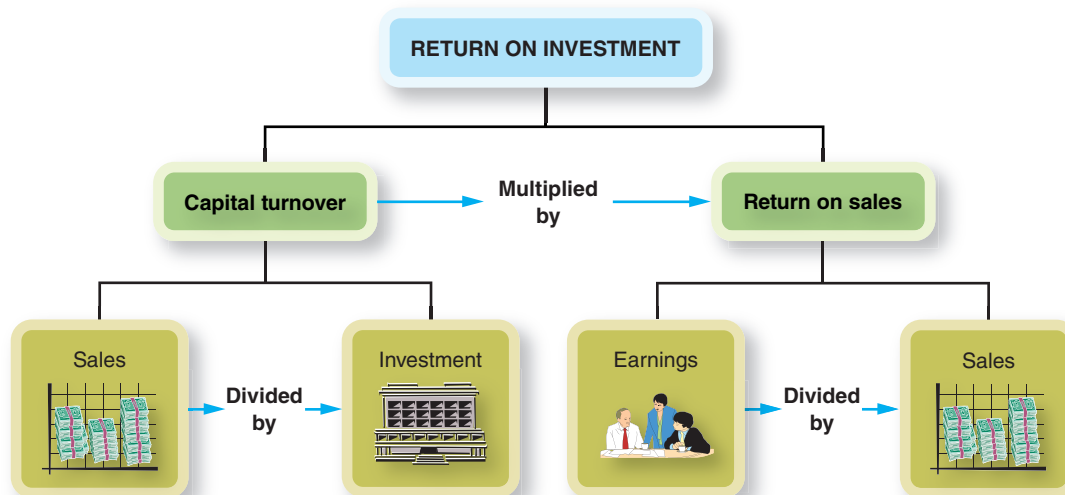 RETURN ON INVESTMENT
Capital turnover
Multiplied
by
Return on sales
Sales
Divided
by
Investment
Earnings
Divided
by
Sales